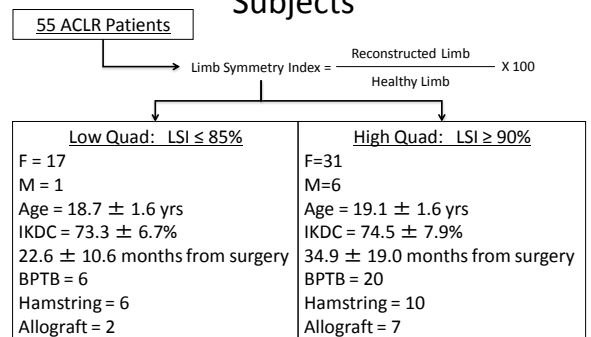 Subjects
55 ACLR Patients
Limb Symmetry Index = Reconstructed Limb / Healthy Limb X 100
Low Quad: LSI ≤ 85%
F = 17
M = 1
Age = 18.7 ± 1.6 yrs
IKDC = 73.3 ± 6.7%
22.6 ± 10.6 months from surgery
BPTB = 6
Hamstring = 6
Allograft = 2
High Quad: LSI ≥ 90%
F=31
M=6
Age = 19.1 ± 1.6 yrs
IKDC = 74.5 ± 7.9%
34.9 ± 19.0 months from surgery
BPTB = 20
Hamstring = 10
Allograft = 7